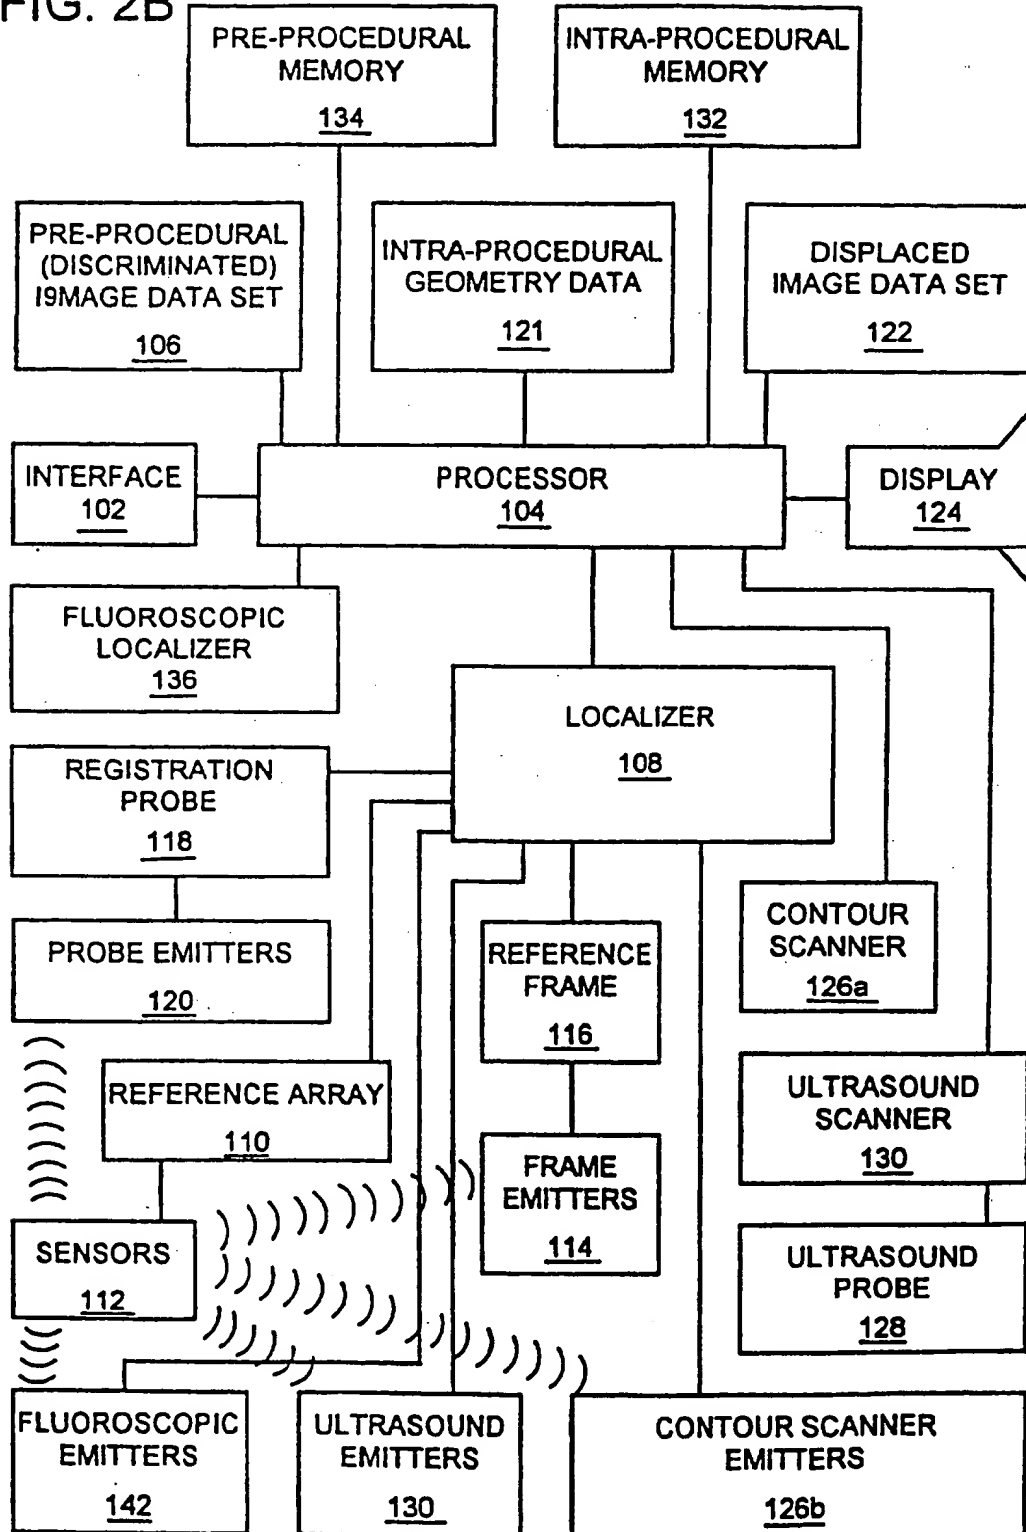 FIG. 2B
PRE-PROCEDURAL
MEMORY
134
INTRA-PROCEDURAL
MEMORY
132
PRE-PROCEDURAL
(DISCRIMINATED)
I9MAGE DATA SET
106
INTRA-PROCEDURAL
GEOMETRY DATA
121
DISPLACED
IMAGE DATA SET
122
INTERFACE
102
PROCESSOR
104
DISPLAY
124
FLUOROSCOPIC
LOCALIZER
136
LOCALIZER
108
REGISTRATION
PROBE
118
PROBE EMITTERS
120
REFERENCE
FRAME
116
CONTOUR
SCANNER
126a
REFERENCE ARRAY
110
ULTRASOUND
SCANNER
130
FRAME
EMITTERS
114
SENSORS
112
ULTRASOUND
PROBE
128
FLUOROSCOPIC
EMITTERS
142
ULTRASOUND
EMITTERS
130
CONTOUR SCANNER
EMITTERS
126b